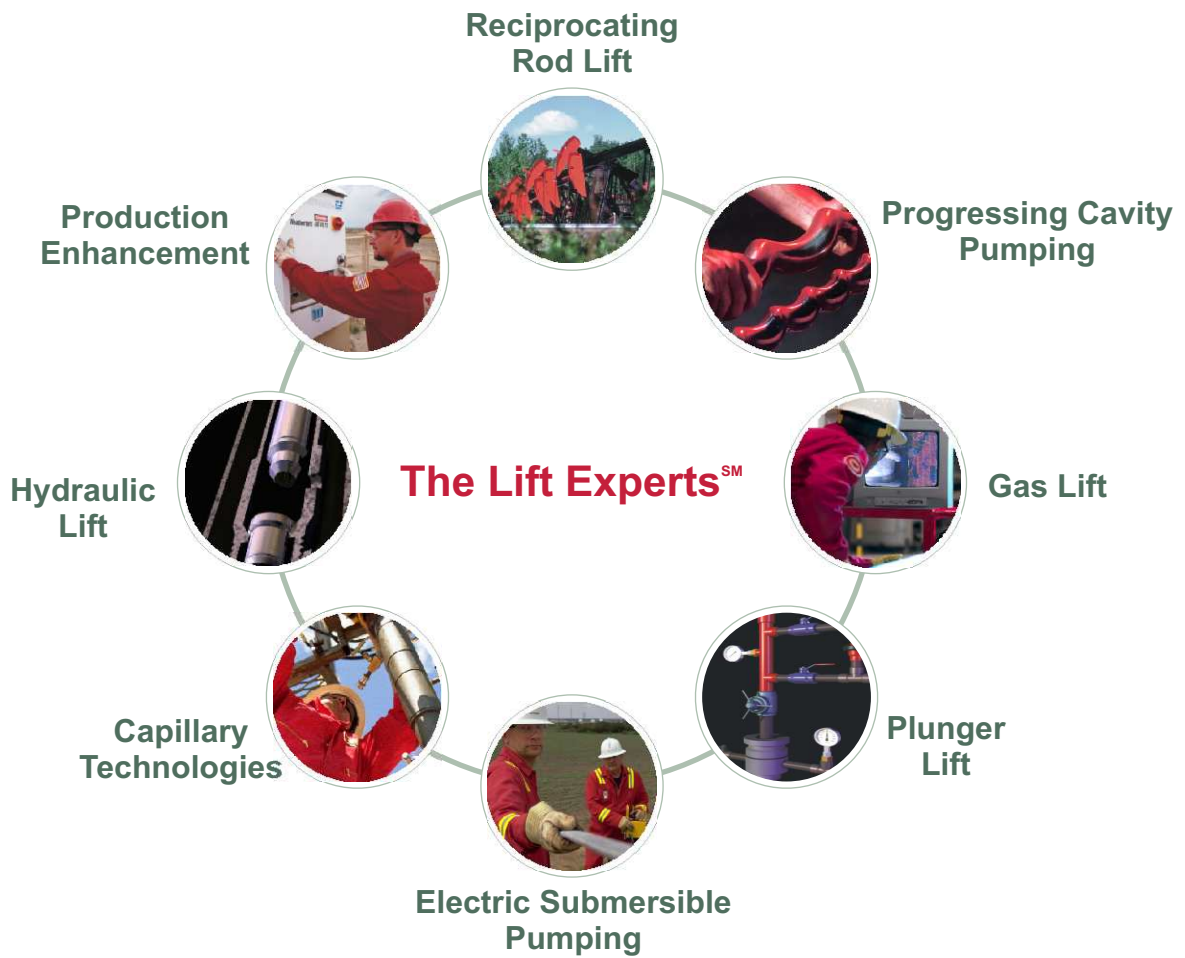 Reciprocating
Rod Lift
Progressing Cavity
Pumping
Gas Lift
Plunger
Lift
Electric Submersible
Pumping
Capillary
Technologies
Hydraulic
Lift
Production
Enhancement
The Lift Experts℠